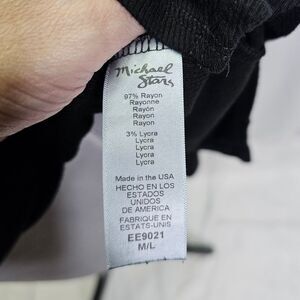 Michael
Stars
97% Rayon
Rayonne
Rayón
Rayon
Rayon
3% Lycra
Lycra
Lycra
Lycra
Lycra
Made in the USA
HECHO EN LOS
ESTADOS
UNIDOS
DE AMERICA
FABRIQUE EN
ESTATS-UNIS
EE9021
M/L